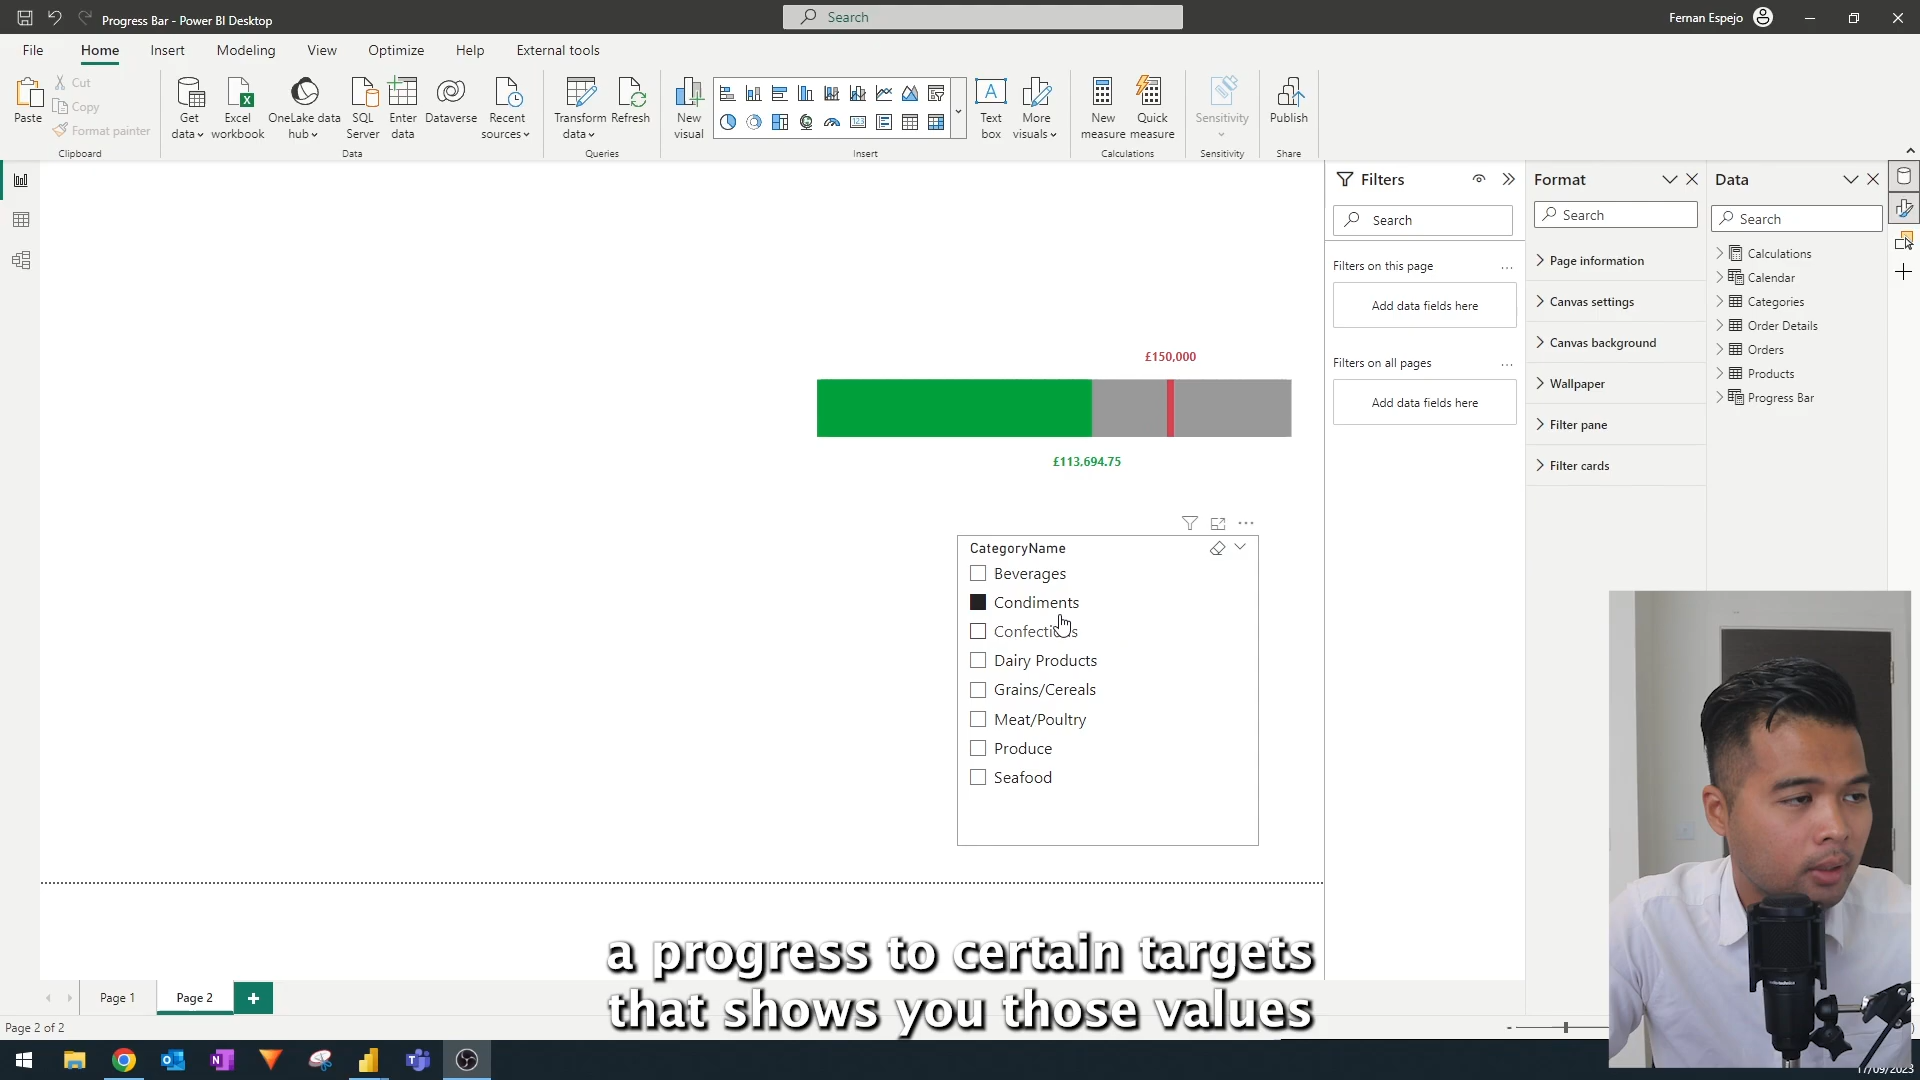 Progress Bar - Power BI Desktop
Search
Fernan Espejo
File
Home
Insert
Modeling
View
Optimize
Help
External tools
Paste
Cut
Copy
Format painter
Clipboard
Get data
Excel workbook
OneLake data hub
SQL Server
Enter data
Dataverse
Recent sources
Data
Transform data
Refresh
Queries
New visual
Insert
Text box
More visuals
New measure
Quick measure
Calculations
Sensitivity
Sensitivity
Publish
Share
Filters
Search
Filters on this page
...
Add data fields here
Filters on all pages
...
Add data fields here
Format
Search
Page information
Canvas settings
Canvas background
Wallpaper
Filter pane
Filter cards
Data
Search
Calculations
Calendar
Categories
Order Details
Orders
Products
Progress Bar
£150,000
£113,694.75
CategoryName
Beverages
Condiments
Confections
Dairy Products
Grains/Cereals
Meat/Poultry
Produce
Seafood
a progress to certain targets
that shows you those values
Page 1
Page 2
Page 2 of 2
17/09/2023